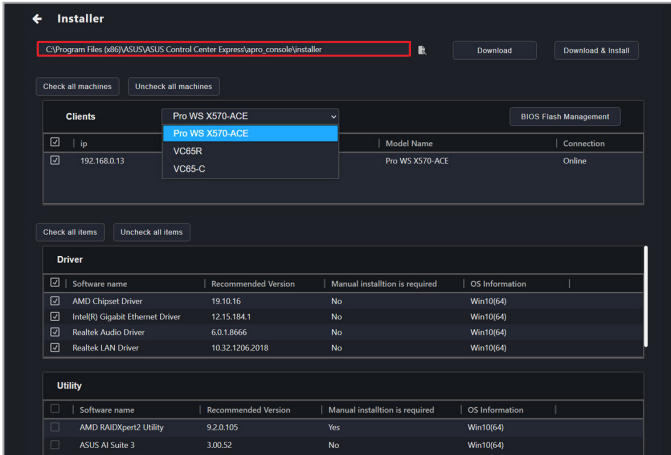 Installer
C:\Program Files (x86)\ASUS\ASUS Control Center Express\apro_console\installer Download Download & Install
Check all machines Uncheck all machines
Clients Pro WS X570-ACE BIOS Flash Management
Pro WS X570-ACE
VC65R
VC65-C
ip Model Name Connection
192.168.0.13 Pro WS X570-ACE Online
Check all items Uncheck all items
Driver
Software name Recommended Version Manual installtion is required OS Information
AMD Chipset Driver 19.10.16 No Win10(64)
Intel(R) Gigabit Ethernet Driver 12.15.184.1 No Win10(64)
Realtek Audio Driver 6.0.1.8666 No Win10(64)
Realtek LAN Driver 10.32.1206.2018 No Win10(64)
Utility
Software name Recommended Version Manual installtion is required OS Information
AMD RAIDXpert2 Utility 9.2.0.105 Yes Win10(64)
ASUS AI Suite 3 3.00.52 No Win10(64)